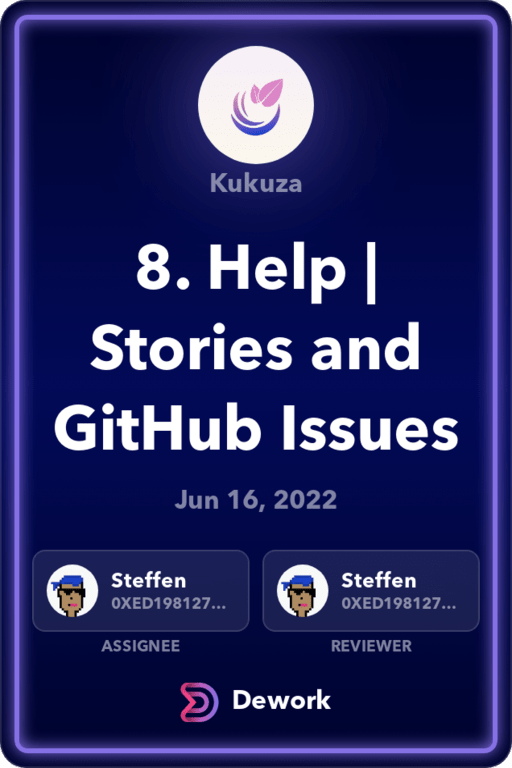 Kukuza
8. Help |
Stories and
GitHub Issues
Jun 16, 2022
Steffen
0XED198127...
ASSIGNEE
Steffen
0XED198127...
REVIEWER
Dework